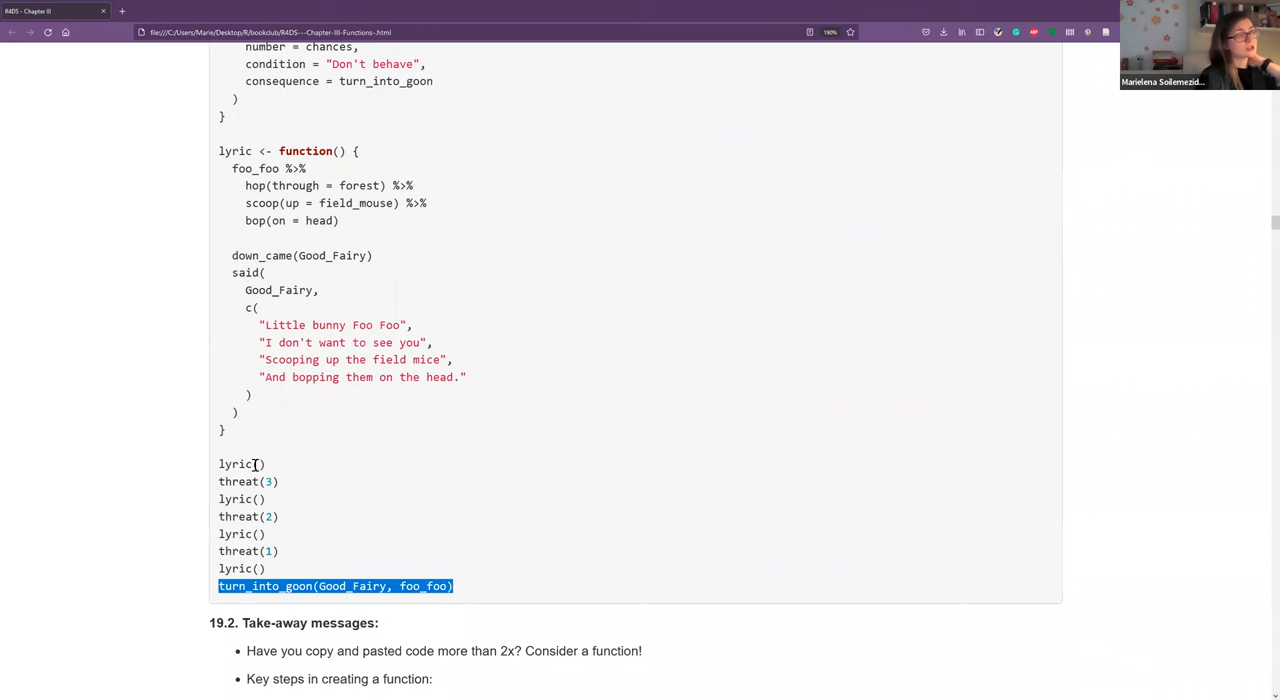 R4DS - Chapter III
file:///C:/Users/Marie/Desktop/R/bookclub/R4DS---Chapter-III-Functions-.html
190%
number = chances,
condition = "Don't behave",
consequence = turn_into_goon
)
}
lyric <- function() {
foo_foo %>%
hop(through = forest) %>%
scoop(up = field_mouse) %>%
bop(on = head)
down_came(Good_Fairy)
said(
Good_Fairy,
c(
"Little bunny Foo Foo",
"I don't want to see you",
"Scooping up the field mice",
"And bopping them on the head."
)
)
}
lyric()
threat(3)
lyric()
threat(2)
lyric()
threat(1)
lyric()
turn_into_goon(Good_Fairy, foo_foo)
19.2. Take-away messages:
• Have you copy and pasted code more than 2x? Consider a function!
• Key steps in creating a function:
Marielena Soilemezid...